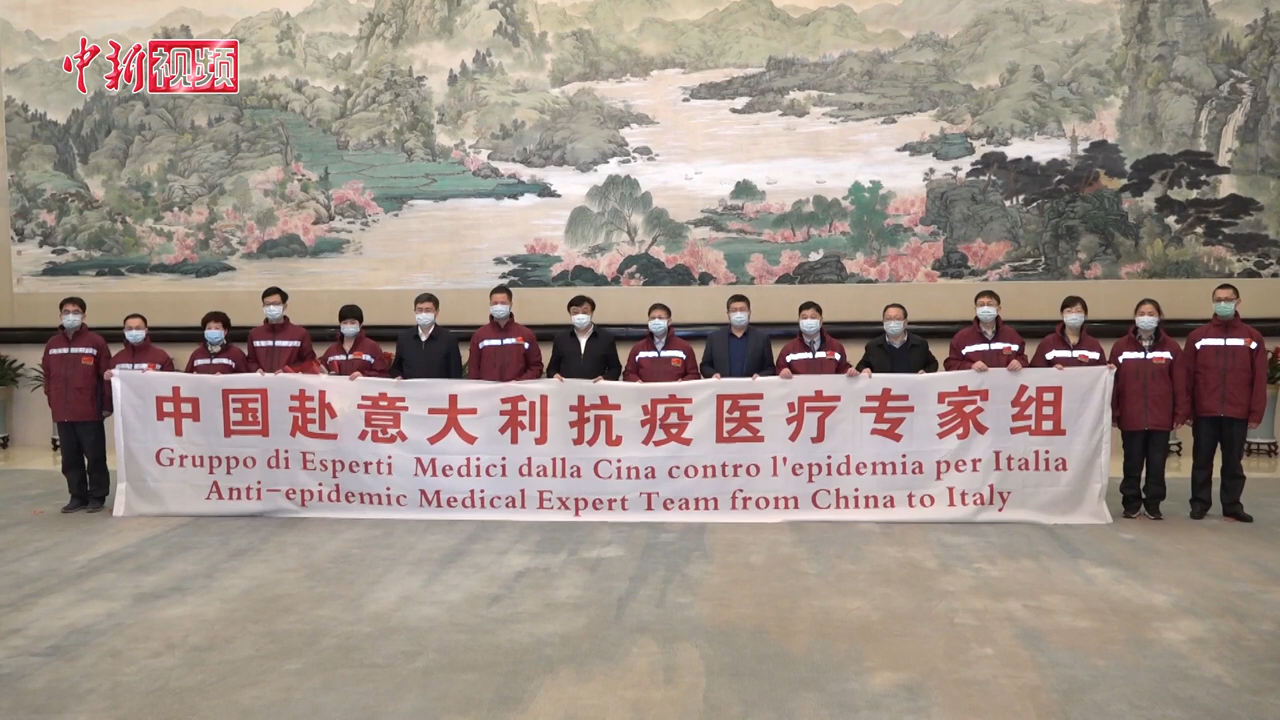 中新视频
中国赴意大利抗疫医疗专家组
Gruppo di Esperti Medici dalla Cina contro l'epidemia per Italia
Anti-epidemic Medical Expert Team from China to Italy